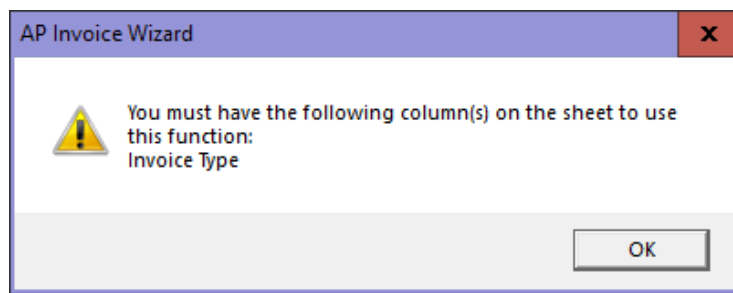 AP Invoice Wizard
You must have the following column(s) on the sheet to use
this function:
Invoice Type
OK